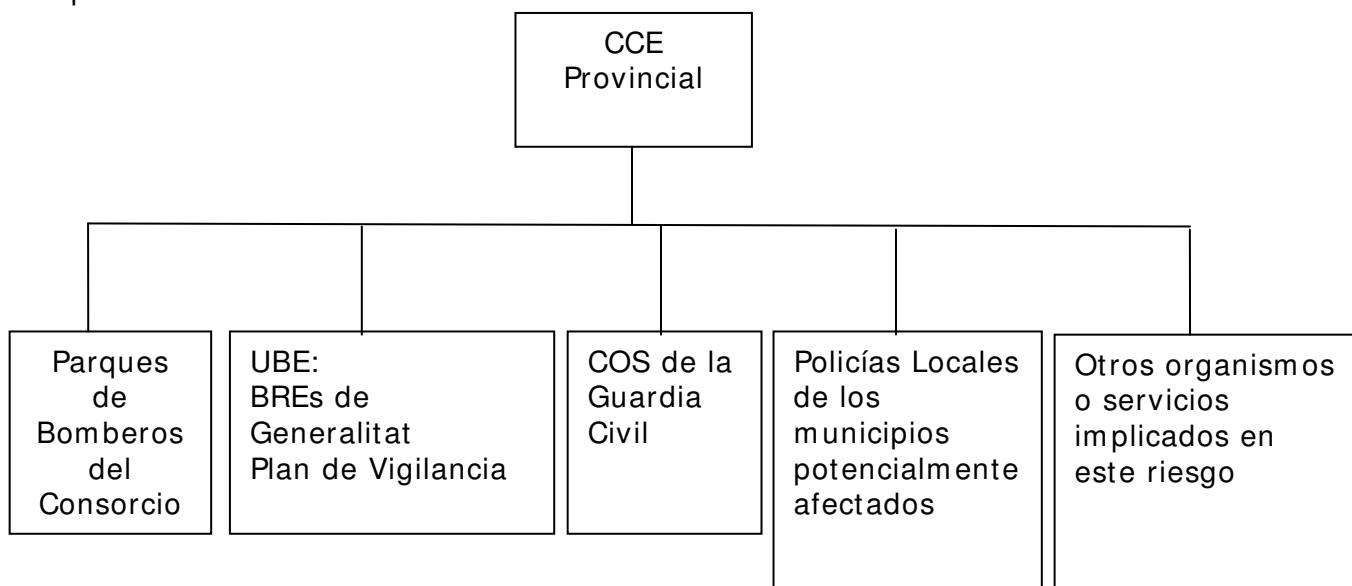 CCE
Provincial
Parques
de
Bomberos
del
Consorcio
UBE:
BREs de
Generalitat
Plan de Vigilancia
COS de la
Guardia
Civil
Policías Locales
de los
municipios
potencialmente
afectados
Otros organismos
o servicios
implicados en
este riesgo